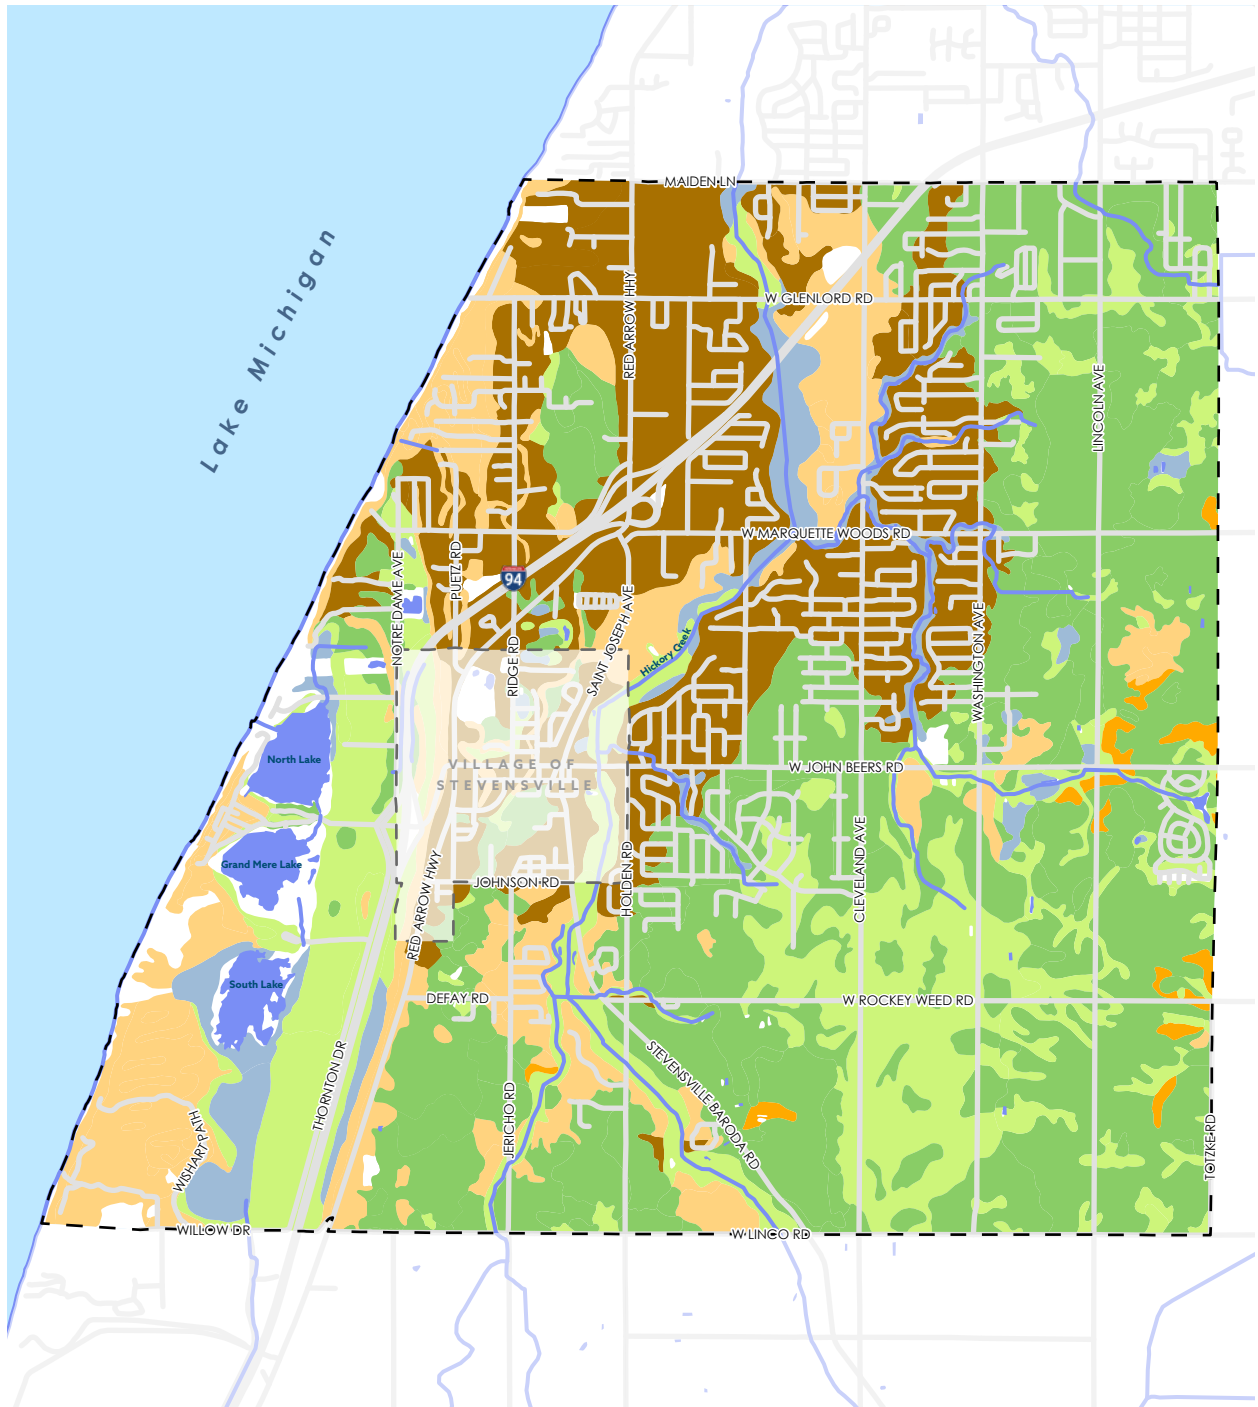 MAIDEN LN
Lake Michigan
W GLENLORD RD
RED ARROW HWY
LINCOLN AVE
W MARQUETTE WOODS RD
NOTRE DAME AVE
PUETZ RD
94
SAINT JOSEPH AVE
RIDGE RD
Hickory Creek
WASHINGTON AVE
North Lake
VILLAGE OF
STEVENSVILLE
W JOHN BEERS RD
Grand Mere Lake
CLEVELAND AVE
HOLDEN RD
JOHNSON RD
RED ARROW HWY
South Lake
DEFAY RD
W ROCKEY WEED RD
THORNTON DR
STEVENSVILLE BARODA RD
JERICHO RD
WISHART PATH
TOTZKE RD
WILLOW DR
W LINCO RD